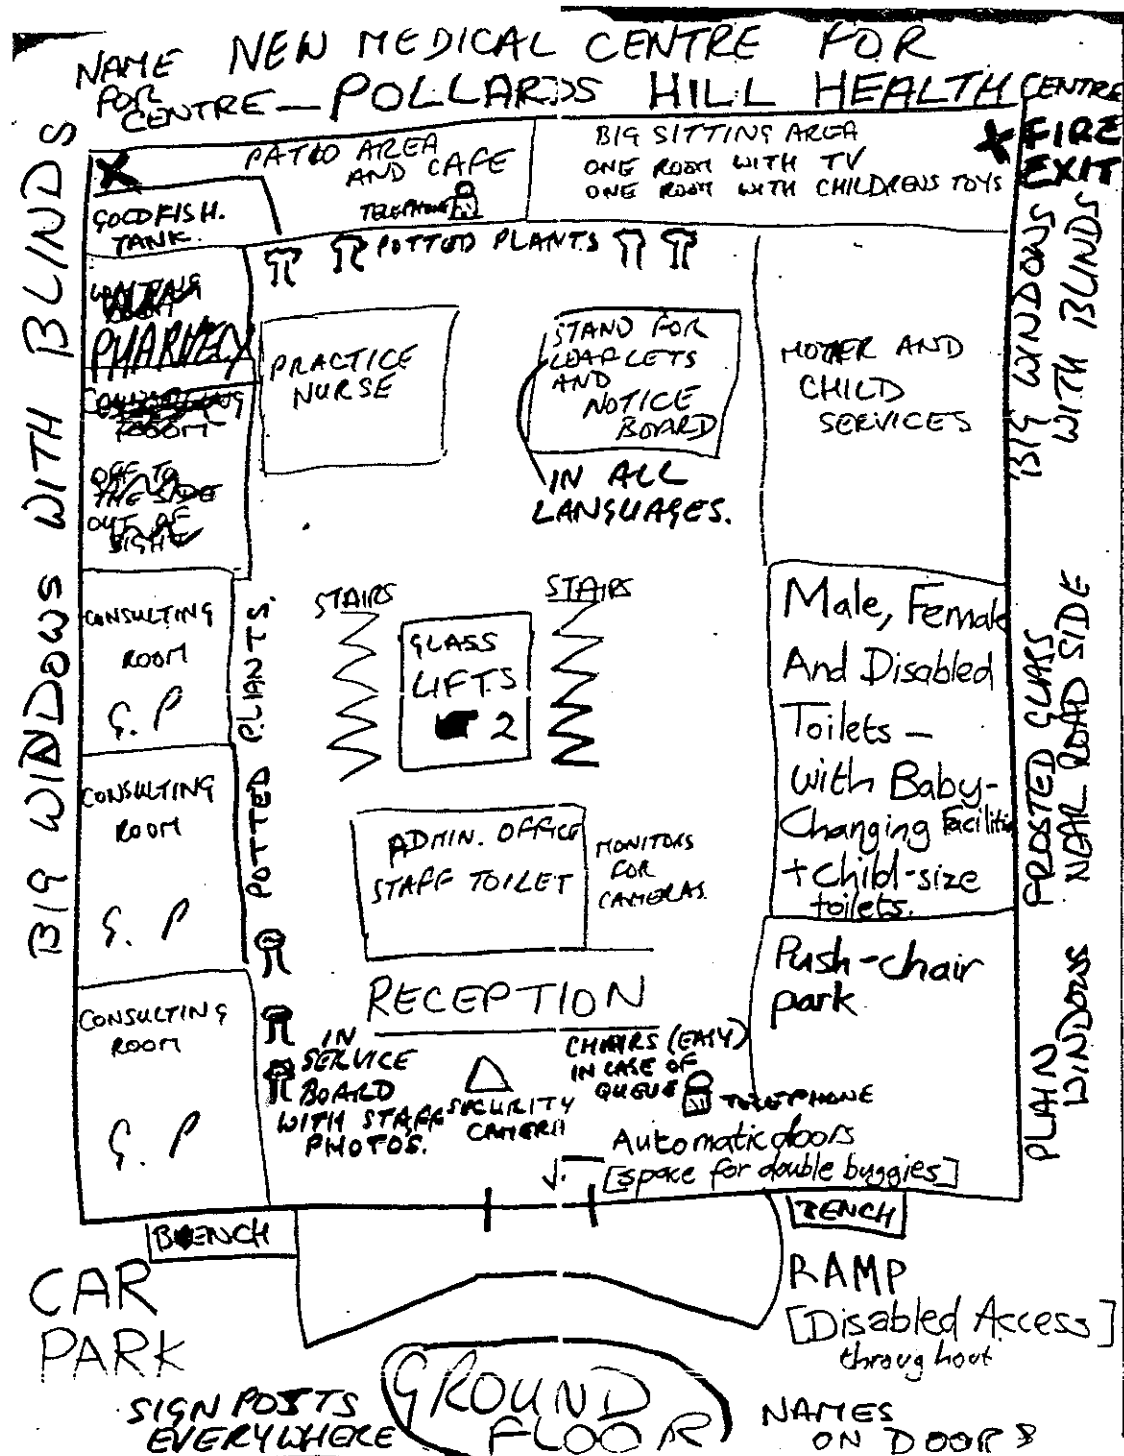 NEW MEDICAL CENTRE FOR
NAME
FOR
CENTRE — POLLARDS HILL HEALTH CENTRE
BIG WINDOWS WITH BLINDS
X
PATIO AREA
AND CAFE
TELEPHONE
BIG SITTING AREA
ONE ROOM WITH TV
ONE ROOM WITH CHILDRENS TOYS
X FIRE
EXIT
GOLDFISH.
TANK.
POTTED PLANTS
BIG WINDOWS
WITH BLINDS
WAITING
ROOM
PHARMACY
CONSULTING
ROOM
OFF TO
THE SIDE
OUT OF
SIGHT
PRACTICE
NURSE
STAND FOR
LEAFLETS
AND
NOTICE
BOARD
IN ALL
LANGUAGES.
MOTHER AND
CHILD
SERVICES
CONSULTING
ROOM
G. P
POTTED PLANTS.
STAIRS
GLASS
LIFTS
2
STAIRS
Male, Female
And Disabled
Toilets —
with Baby-
Changing Facilities
+ Child-size
toilets.
FROSTED GLASS
NEAR ROAD SIDE
CONSULTING
ROOM
G. P
ADMIN. OFFICE
STAFF TOILET
MONITORS
FOR
CAMERAS.
Push-chair
park
PLAIN
WINDOWS
CONSULTING
ROOM
G. P
RECEPTION
IN
SERVICE
BOARD
WITH STAFF
PHOTOS.
SECURITY
CAMERA
CHAIRS (EASY)
IN CASE OF
QUEUE
TELEPHONE
Automatic doors
[space for double buggies]
BENCH
BENCH
CAR
PARK
RAMP
[Disabled Access]
throughout
SIGN POSTS
EVERYWHERE
GROUND
FLOOR
NAMES
ON DOORS